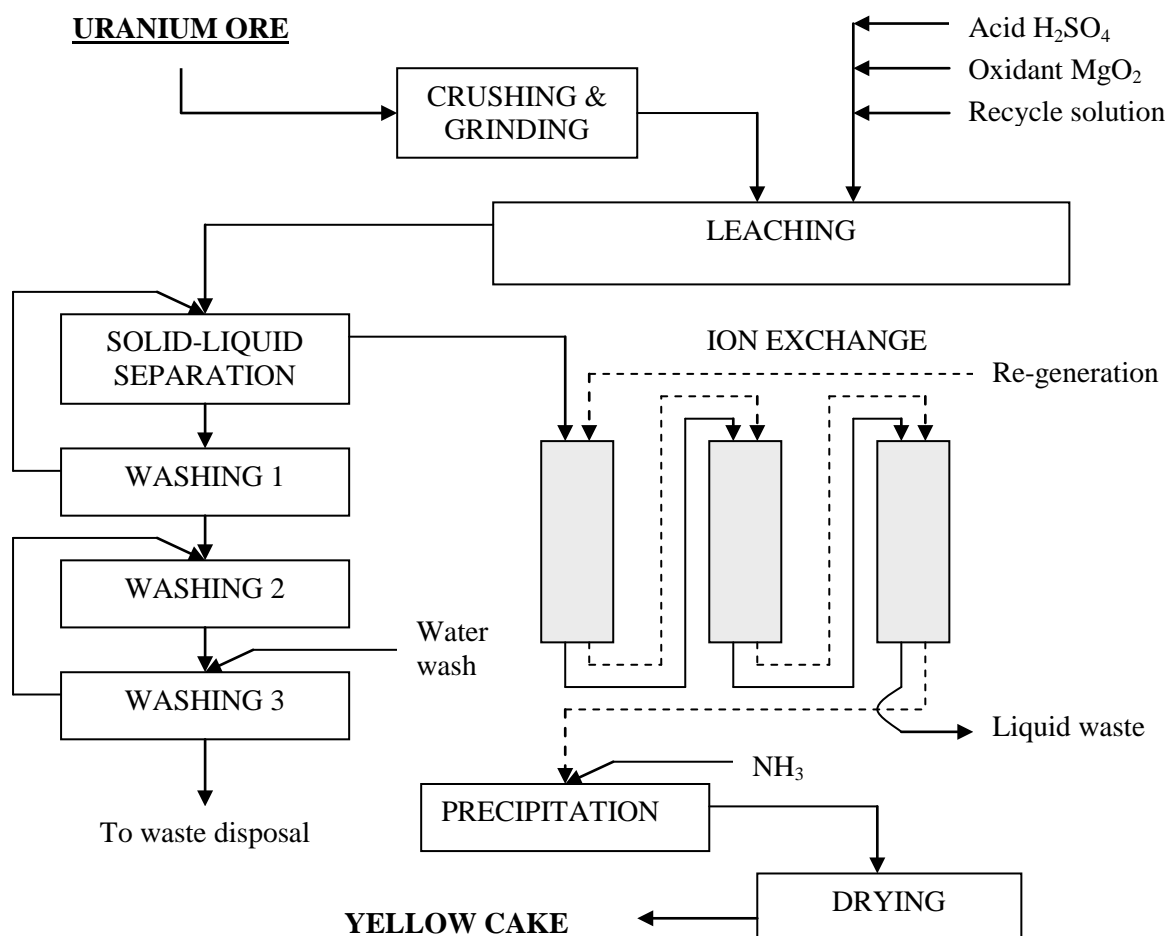 URANIUM ORE
Acid H₂SO₄
Oxidant MgO₂
Recycle solution
CRUSHING &
GRINDING
LEACHING
SOLID-LIQUID
SEPARATION
ION EXCHANGE
Re-generation
WASHING 1
WASHING 2
Water
wash
WASHING 3
Liquid waste
NH₃
PRECIPITATION
To waste disposal
DRYING
YELLOW CAKE